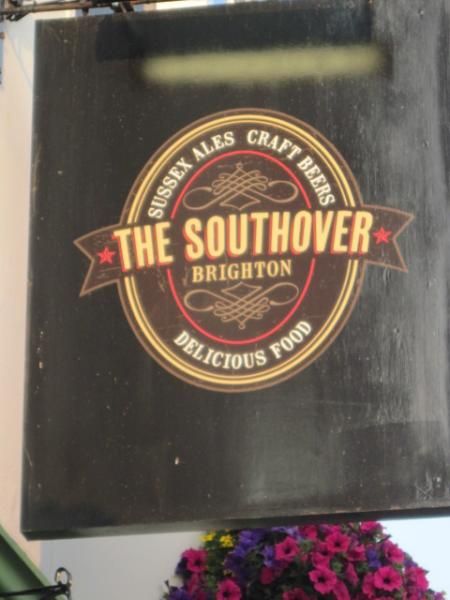 SUSSEX ALES CRAFT BEERS
THE SOUTHOVER
BRIGHTON
DELICIOUS FOOD